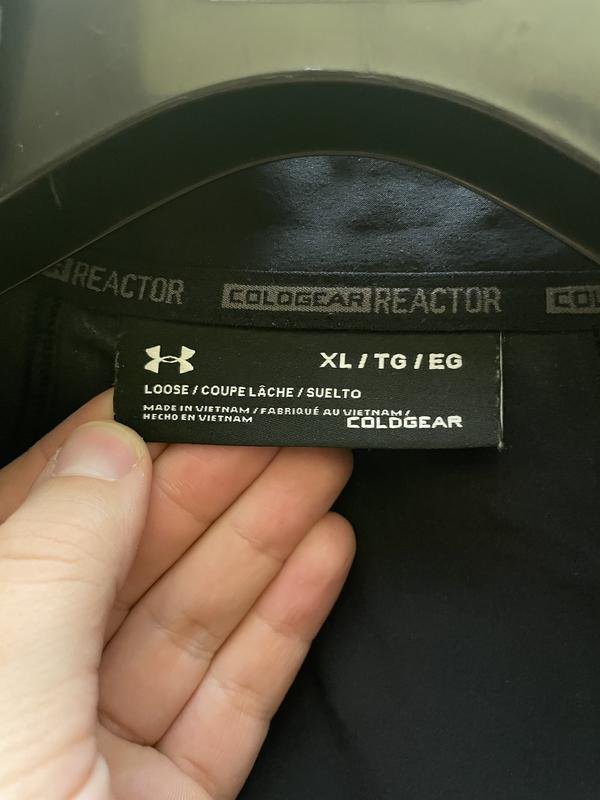 REACTOR COLDGEAR REACTOR COL
XL / TG / EG
LOOSE / COUPE LÂCHE / SUELTO
MADE IN VIETNAM / FABRIQUÉ AU VIETNAM /
HECHO EN VIETNAM
COLDGEAR